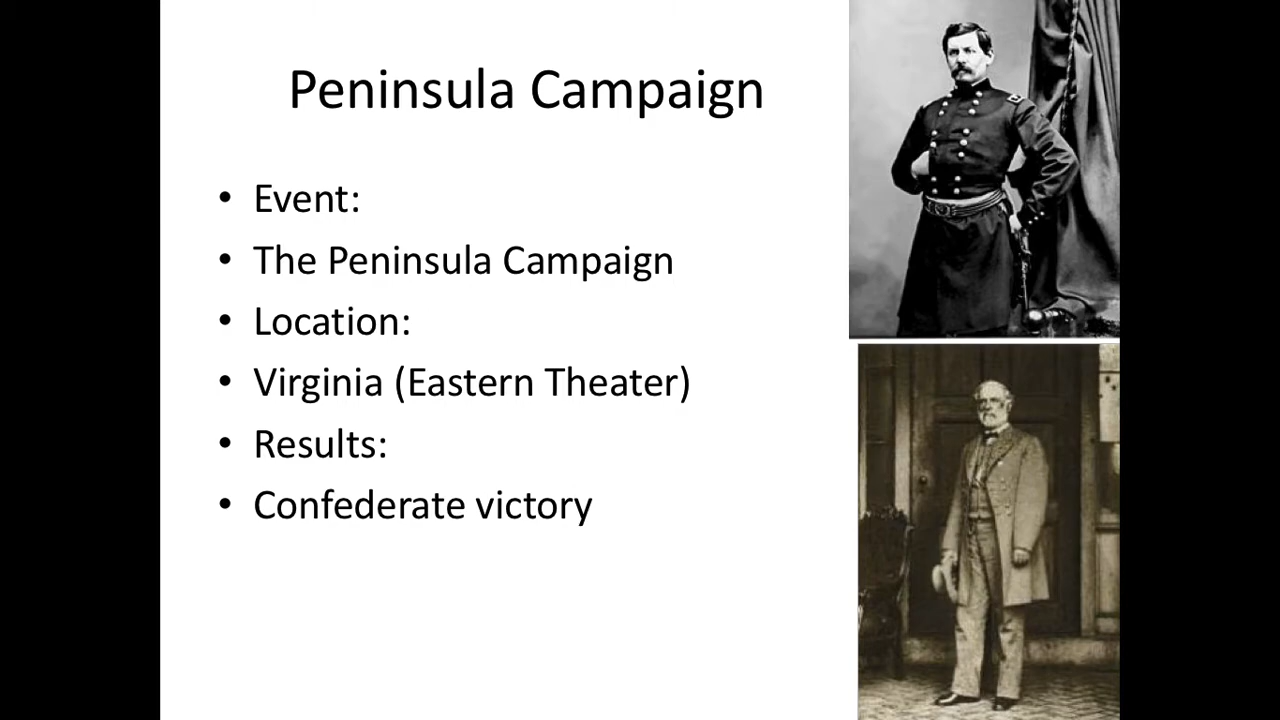 Peninsula Campaign
• Event:
• The Peninsula Campaign
• Location:
• Virginia (Eastern Theater)
• Results:
• Confederate victory